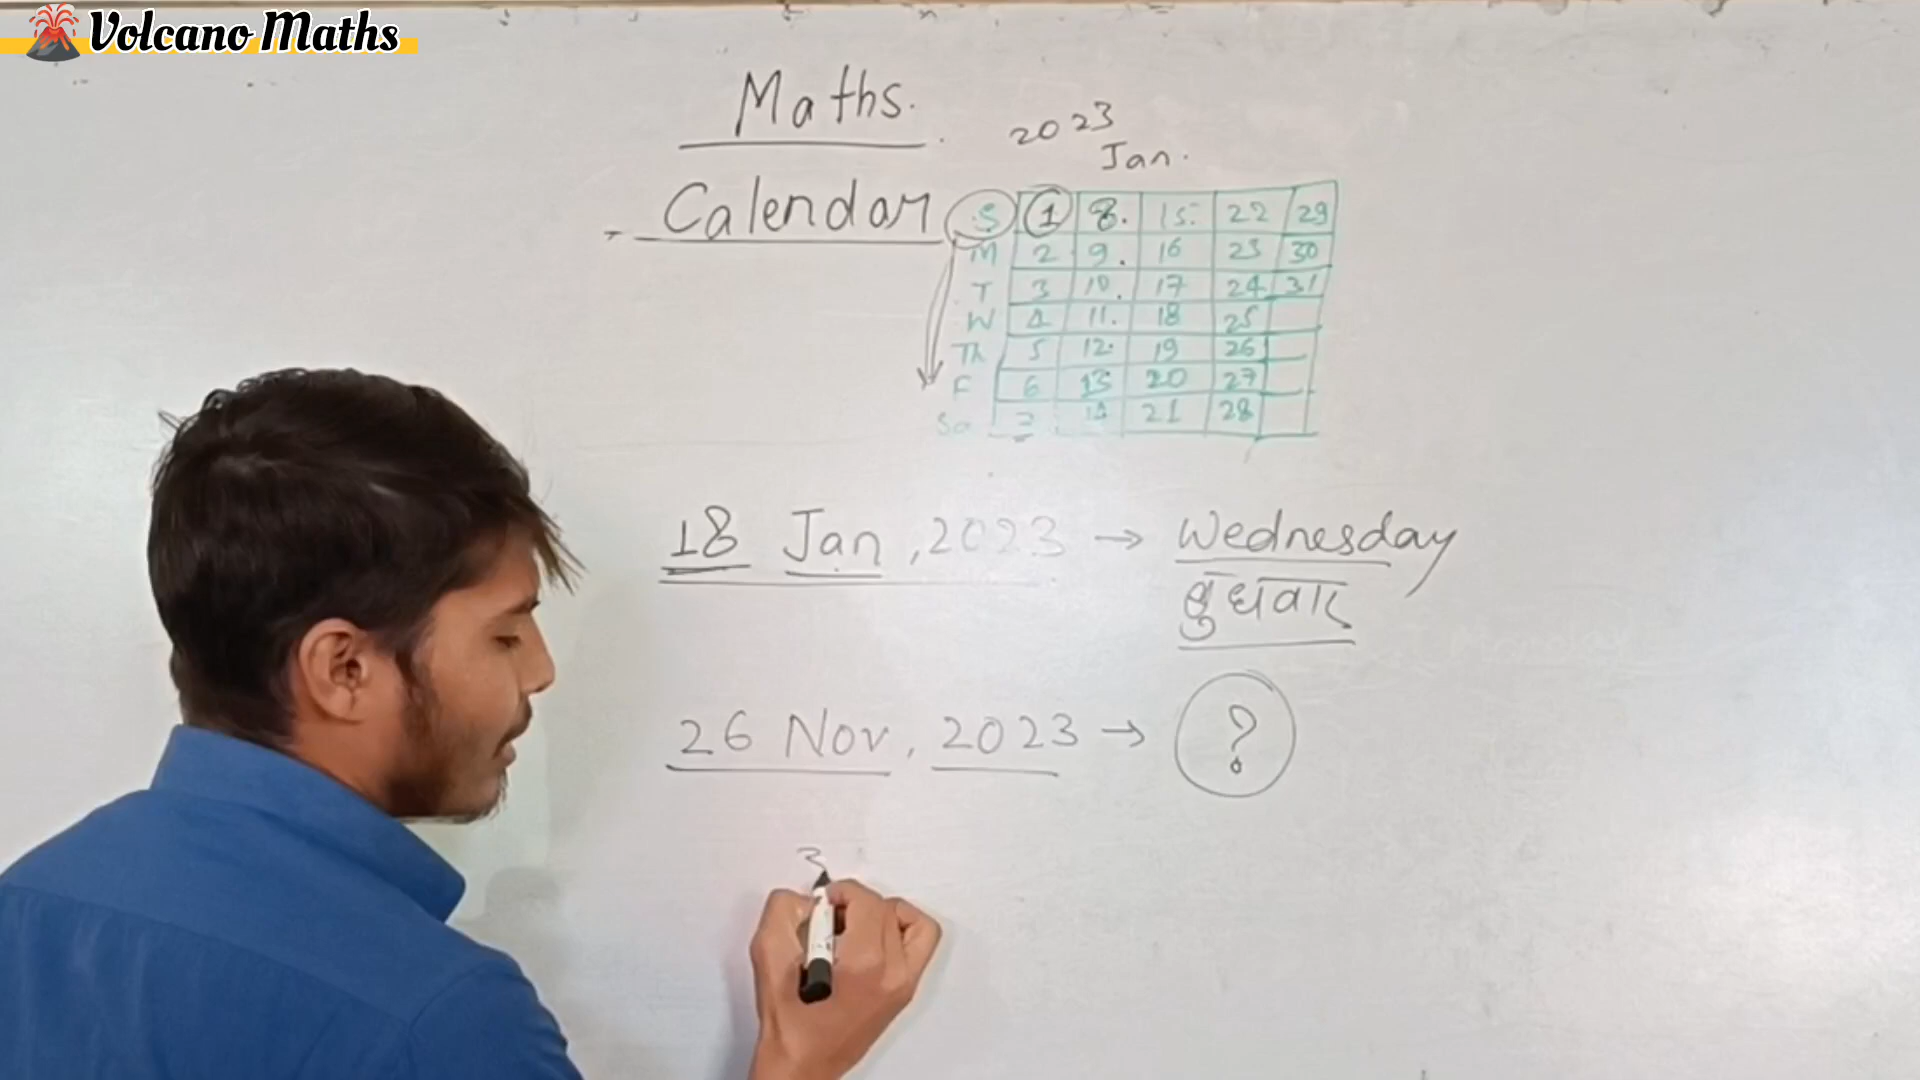 Volcano Maths
Maths.
Calendar
2023
Jan.
S 1 8. 15. 22 29
M 2 9. 16 23 30
T 3 10. 17 24 31
W 4 11. 18 25
Th 5 12. 19 26
F 6 13 20 27
Sa 7 14 21 28
18 Jan, 2023 → Wednesday
बुधवार
26 Nov, 2023 → ?
3